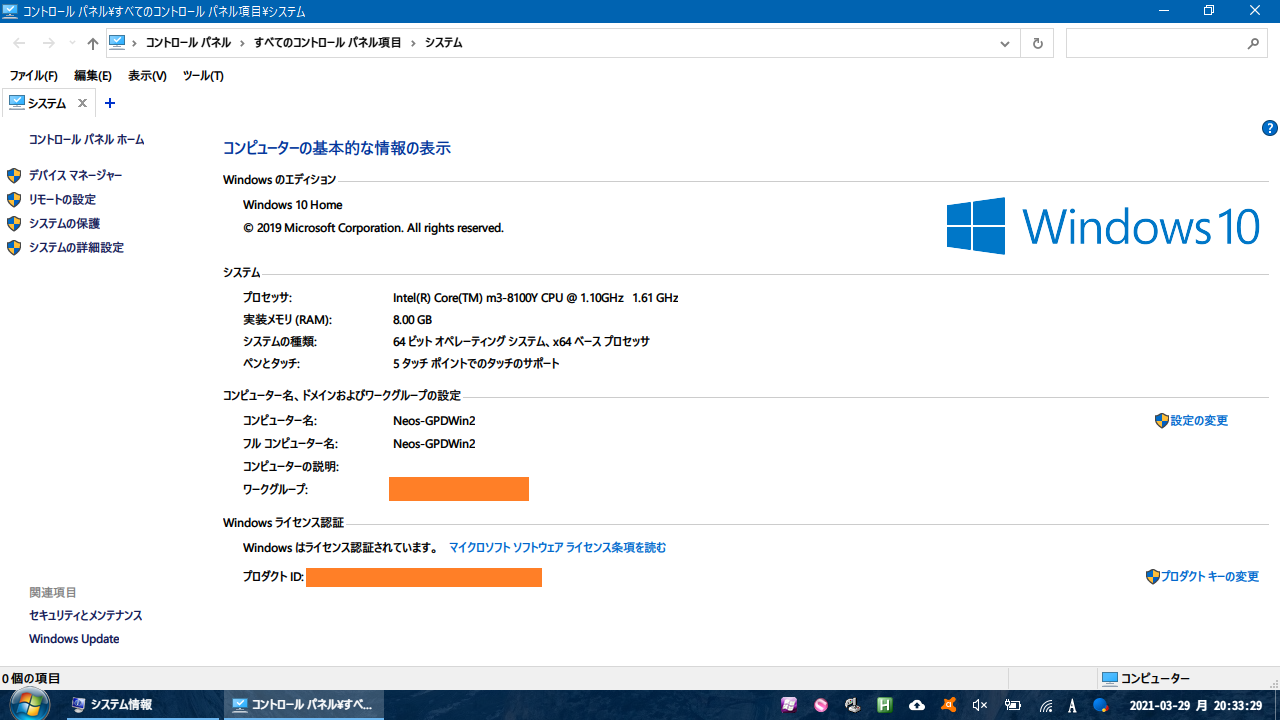 コントロール パネル¥すべてのコントロール パネル項目¥システム
コントロール パネル › すべてのコントロール パネル項目 › システム
ファイル(F) 編集(E) 表示(V) ツール(T)
システム
コントロール パネル ホーム
デバイス マネージャー
リモートの設定
システムの保護
システムの詳細設定
コンピューターの基本的な情報の表示
Windows のエディション
Windows 10 Home
© 2019 Microsoft Corporation. All rights reserved.
Windows 10
システム
プロセッサ: Intel(R) Core(TM) m3-8100Y CPU @ 1.10GHz 1.61 GHz
実装メモリ (RAM): 8.00 GB
システムの種類: 64 ビット オペレーティング システム、x64 ベース プロセッサ
ペンとタッチ: 5 タッチ ポイントでのタッチのサポート
コンピューター名、ドメインおよびワークグループの設定
コンピューター名: Neos-GPDWin2 設定の変更
フル コンピューター名: Neos-GPDWin2
コンピューターの説明:
ワークグループ:
Windows ライセンス認証
Windows はライセンス認証されています。 マイクロソフト ソフトウェア ライセンス条項を読む
プロダクト ID: プロダクト キーの変更
関連項目
セキュリティとメンテナンス
Windows Update
0 個の項目 コンピューター
システム情報 コントロール パネル¥すべ... A 2021-03-29 月 20:33:29